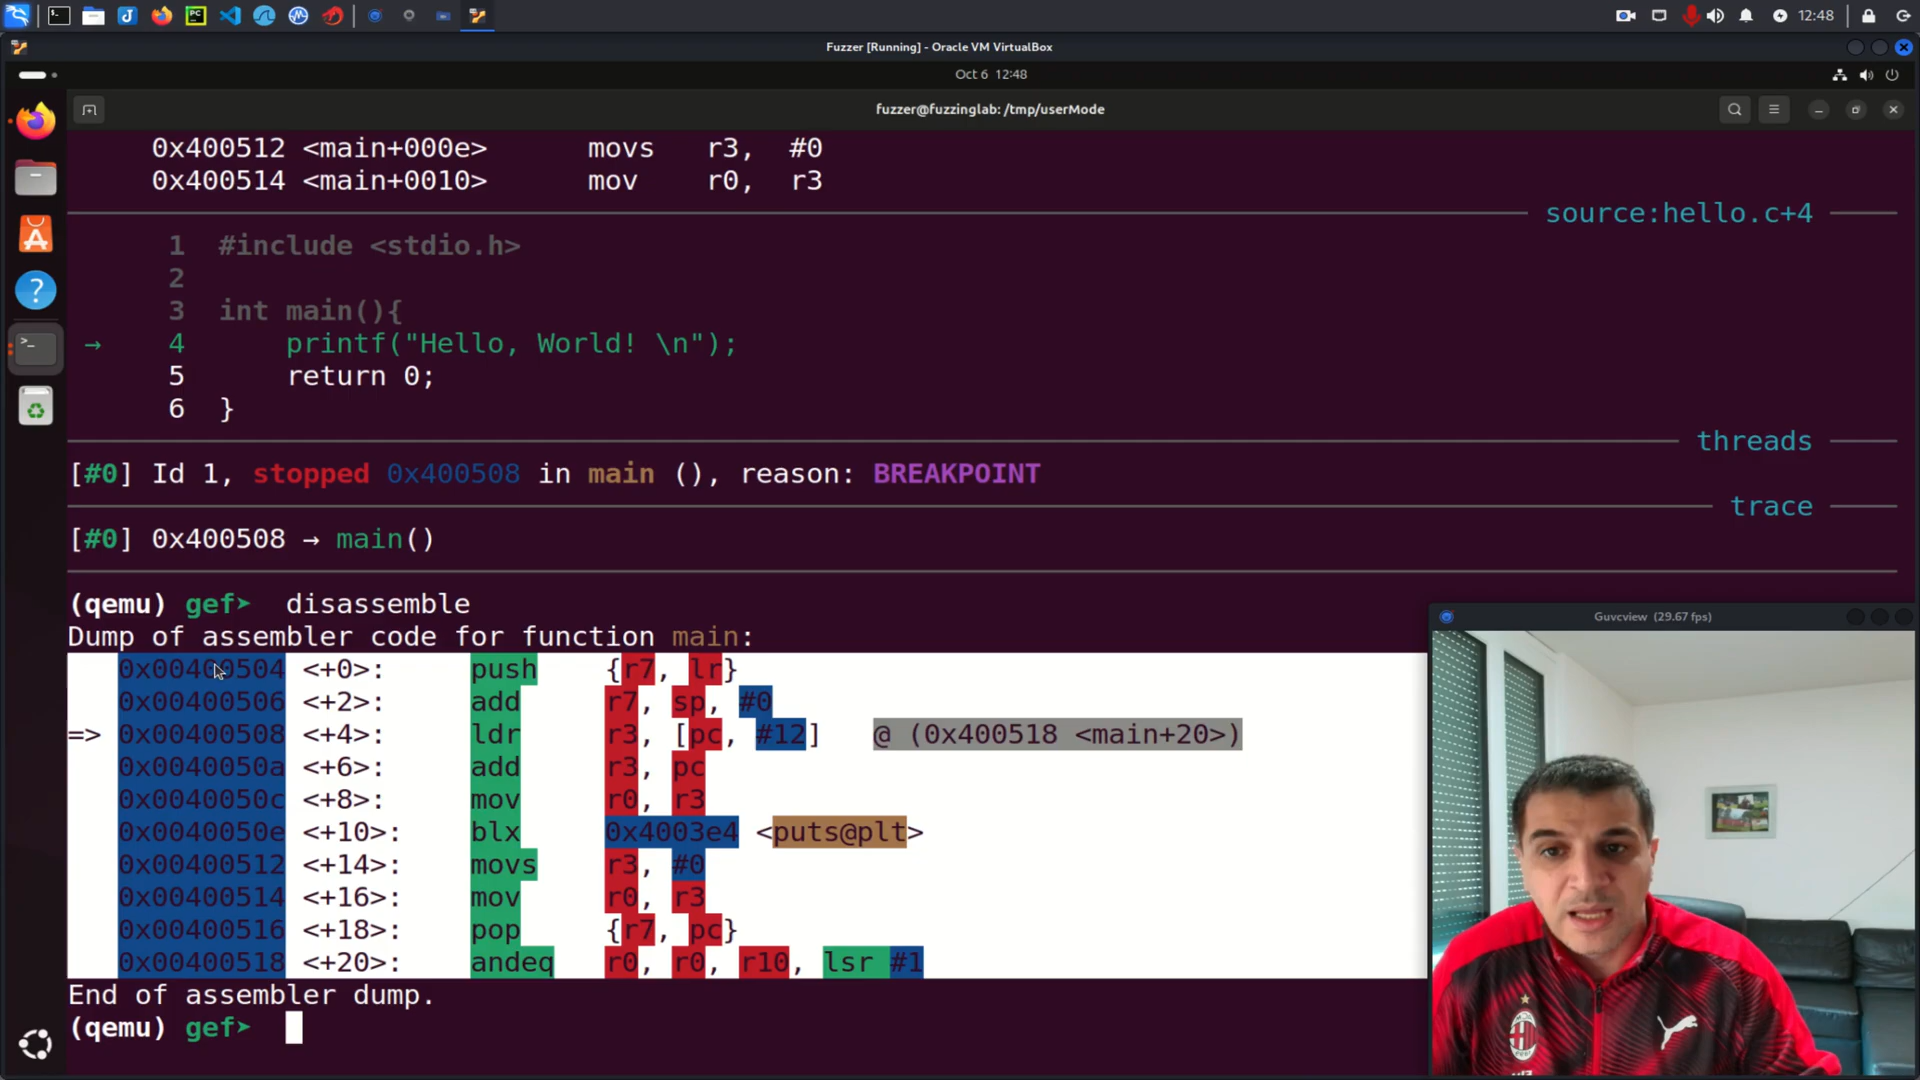 12:48
Fuzzer [Running] - Oracle VM VirtualBox
Oct 6 12:48
fuzzer@fuzzinglab: /tmp/userMode
0x400512 <main+000e> movs r3, #0
0x400514 <main+0010> mov r0, r3
source:hello.c+4
1 #include <stdio.h>
2
3 int main(){
→ 4 printf("Hello, World! \n");
5 return 0;
6 }
threads
[#0] Id 1, stopped 0x400508 in main (), reason: BREAKPOINT
trace
[#0] 0x400508 → main()
(qemu) gef➤ disassemble
Dump of assembler code for function main:
0x00400504 <+0>: push {r7, lr}
0x00400506 <+2>: add r7, sp, #0
=> 0x00400508 <+4>: ldr r3, [pc, #12] @ (0x400518 <main+20>)
0x0040050a <+6>: add r3, pc
0x0040050c <+8>: mov r0, r3
0x0040050e <+10>: blx 0x4003e4 <puts@plt>
0x00400512 <+14>: movs r3, #0
0x00400514 <+16>: mov r0, r3
0x00400516 <+18>: pop {r7, pc}
0x00400518 <+20>: andeq r0, r0, r10, lsr #1
End of assembler dump.
(qemu) gef➤
Guvcview (29.67 fps)